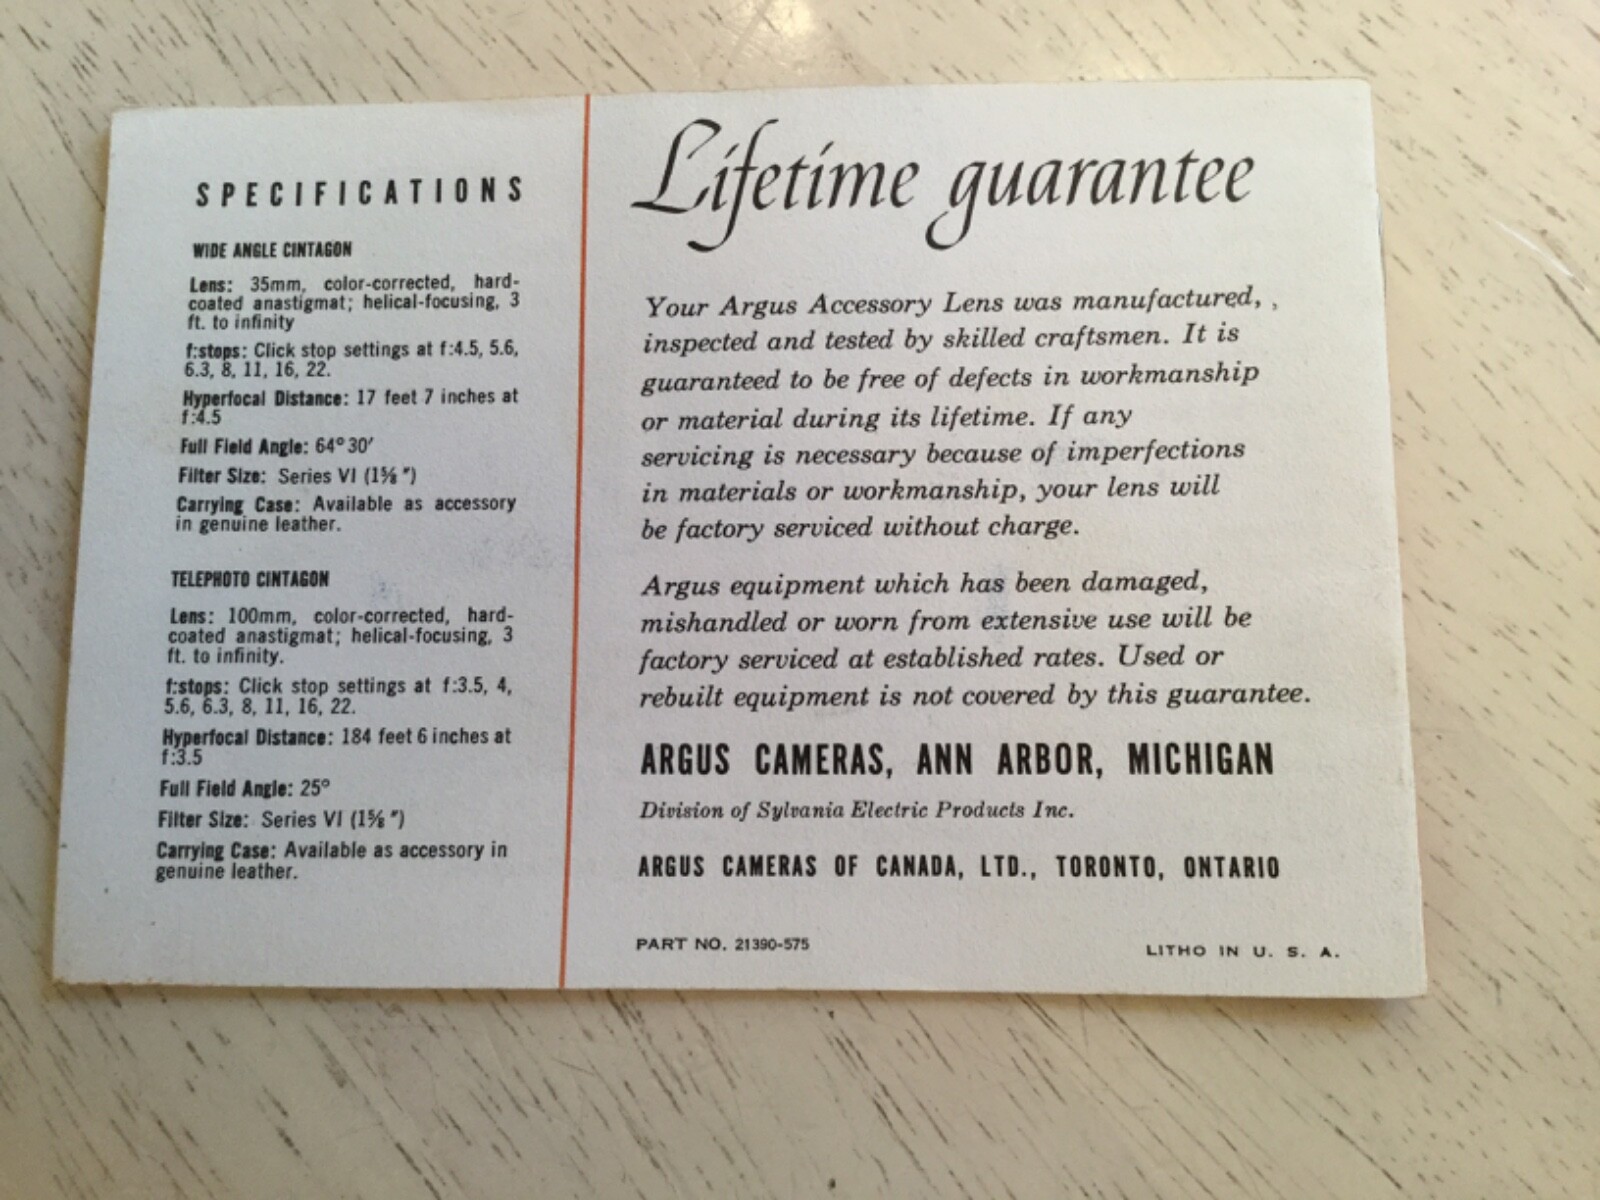 SPECIFICATIONS
WIDE ANGLE CINTAGON
Lens: 35mm, color-corrected, hard-
coated anastigmat; helical-focusing, 3
ft. to infinity
f:stops: Click stop settings at f:4.5, 5.6,
6.3, 8, 11, 16, 22.
Hyperfocal Distance: 17 feet 7 inches at
f:4.5
Full Field Angle: 64° 30′
Filter Size: Series VI (1⅝ ″)
Carrying Case: Available as accessory
in genuine leather.
TELEPHOTO CINTAGON
Lens: 100mm, color-corrected, hard-
coated anastigmat; helical-focusing, 3
ft. to infinity.
f:stops: Click stop settings at f:3.5, 4,
5.6, 6.3, 8, 11, 16, 22.
Hyperfocal Distance: 184 feet 6 inches at
f:3.5
Full Field Angle: 25°
Filter Size: Series VI (1⅝ ″)
Carrying Case: Available as accessory in
genuine leather.
Lifetime guarantee
Your Argus Accessory Lens was manufactured,
inspected and tested by skilled craftsmen. It is
guaranteed to be free of defects in workmanship
or material during its lifetime. If any
servicing is necessary because of imperfections
in materials or workmanship, your lens will
be factory serviced without charge.
Argus equipment which has been damaged,
mishandled or worn from extensive use will be
factory serviced at established rates. Used or
rebuilt equipment is not covered by this guarantee.
ARGUS CAMERAS, ANN ARBOR, MICHIGAN
Division of Sylvania Electric Products Inc.
ARGUS CAMERAS OF CANADA, LTD., TORONTO, ONTARIO
PART NO. 21390-575
LITHO IN U. S. A.